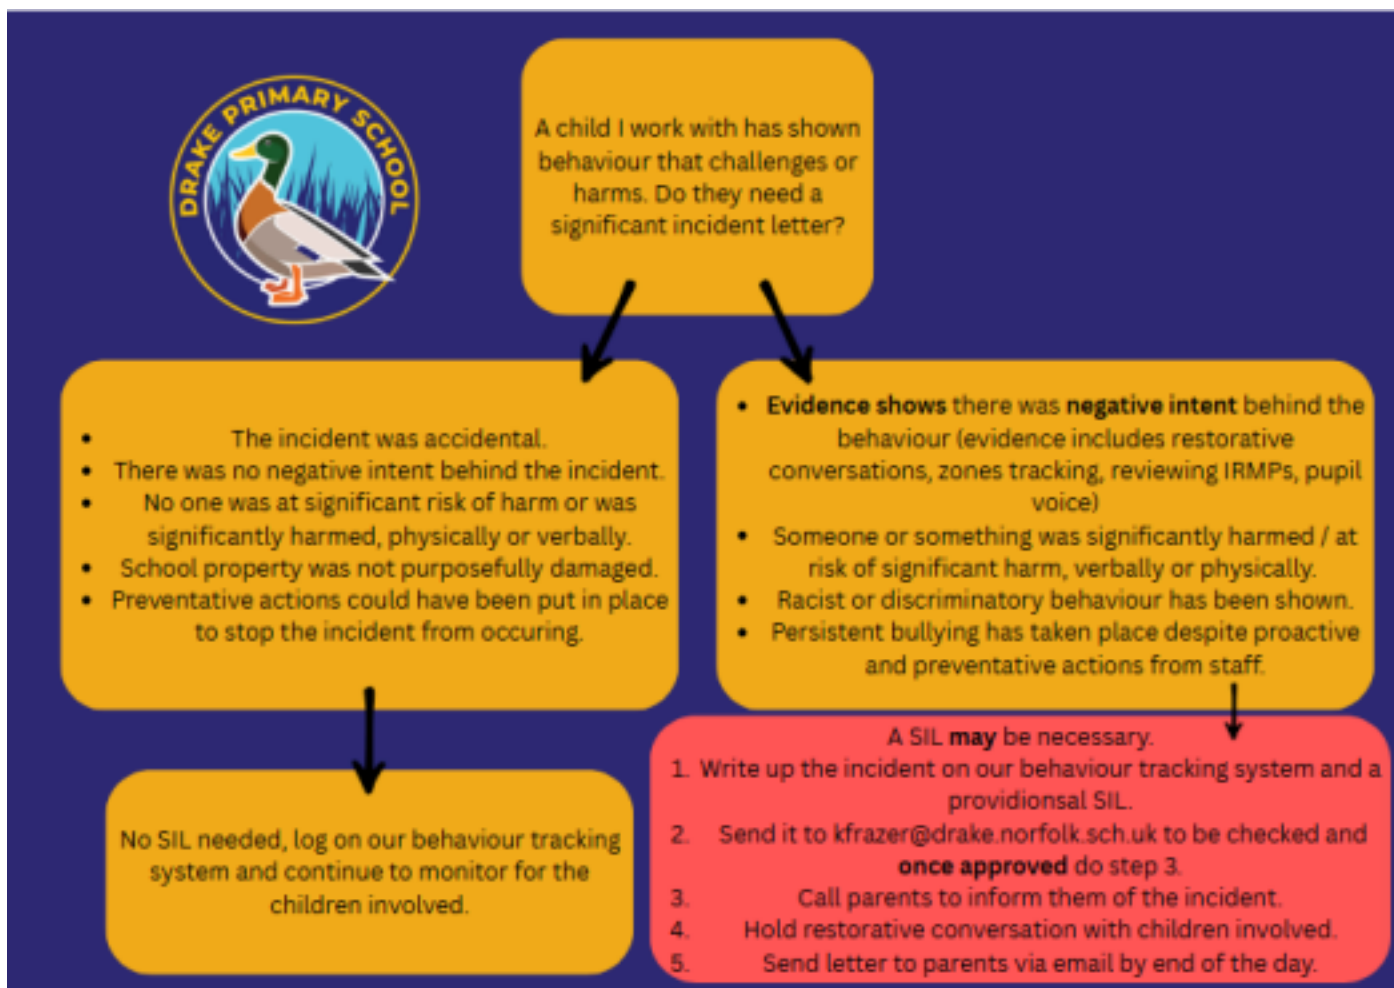 DRAKE PRIMARY SCHOOL
A child I work with has shown
behaviour that challenges or
harms. Do they need a
significant incident letter?
• The incident was accidental.
• There was no negative intent behind the incident.
• No one was at significant risk of harm or was
significantly harmed, physically or verbally.
• School property was not purposefully damaged.
• Preventative actions could have been put in place
to stop the incident from occuring.
• Evidence shows there was negative intent behind the
behaviour (evidence includes restorative
conversations, zones tracking, reviewing IRMPs, pupil
voice)
• Someone or something was significantly harmed / at
risk of significant harm, verbally or physically.
• Racist or discriminatory behaviour has been shown.
• Persistent bullying has taken place despite proactive
and preventative actions from staff.
No SIL needed, log on our behaviour tracking
system and continue to monitor for the
children involved.
A SIL may be necessary.
1. Write up the incident on our behaviour tracking system and a
providionsal SIL.
2. Send it to kfrazer@drake.norfolk.sch.uk to be checked and
once approved do step 3.
3. Call parents to inform them of the incident.
4. Hold restorative conversation with children involved.
5. Send letter to parents via email by end of the day.